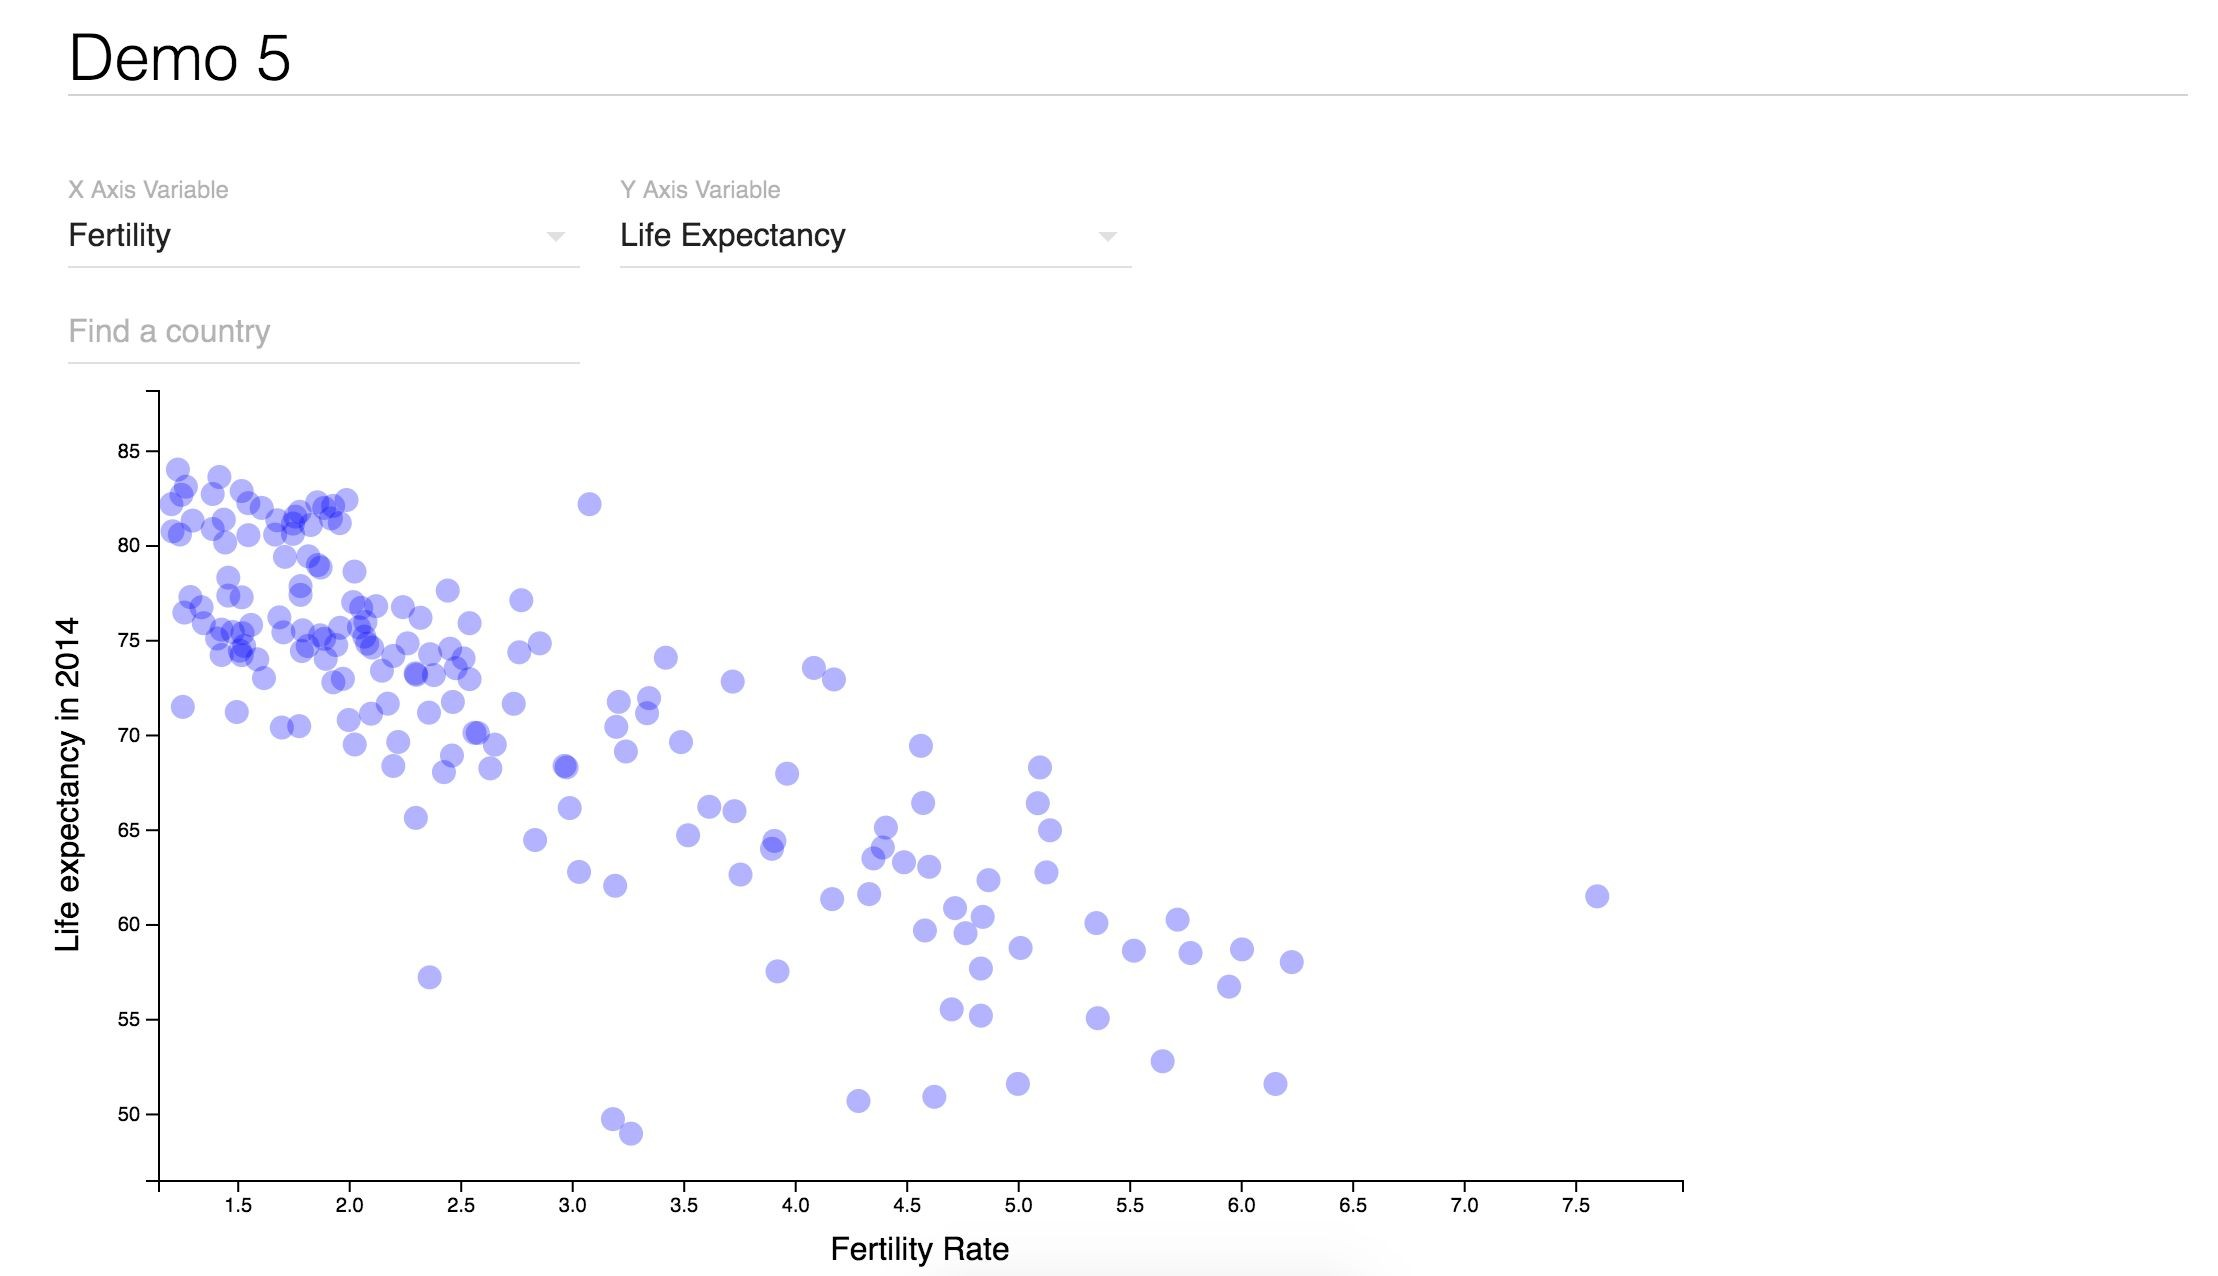 Demo 5
X Axis Variable
Y Axis Variable
Fertility
Life Expectancy
Find a country
Life expectancy in 2014
85
80
75
70
65
60
55
50
1.5 2.0 2.5 3.0 3.5 4.0 4.5 5.0 5.5 6.0 6.5 7.0 7.5
Fertility Rate